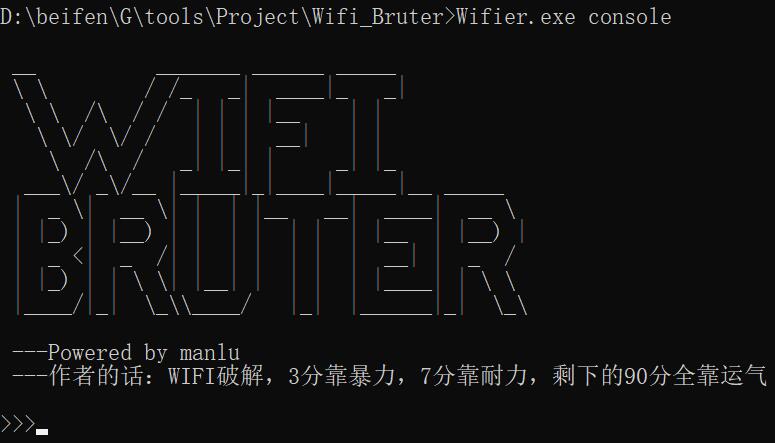 D:\beifen\G\tools\Project\Wifi_Bruter>Wifier.exe console
WIFI
BRUTER
---Powered by manlu
---作者的话：WIFI破解，3分靠暴力，7分靠耐力，剩下的90分全靠运气
>>>